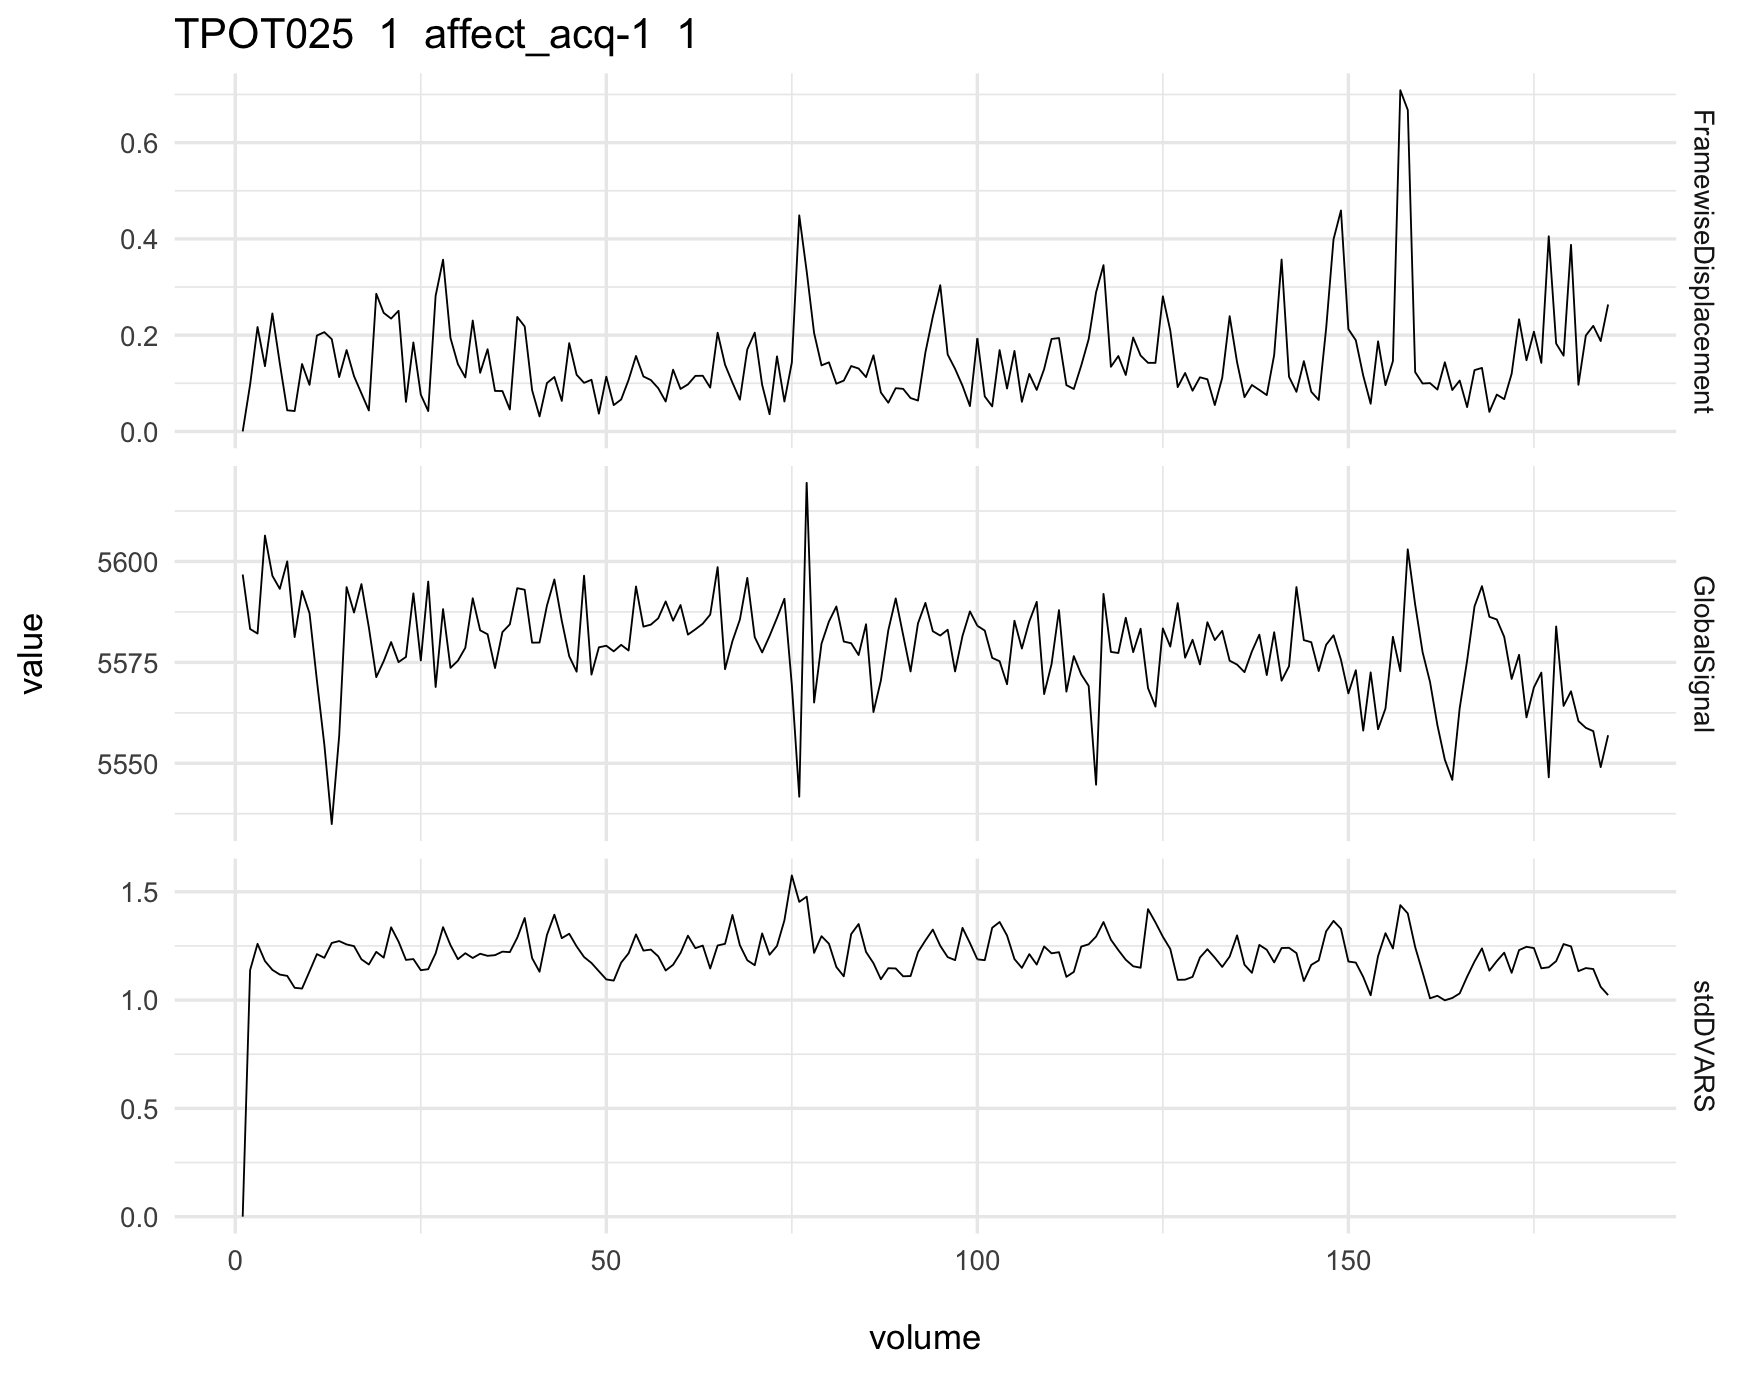 TPOT025 1 affect_acq-1 1
0.6
0.4
0.2
0.0
FramewiseDisplacement
5600
5575
5550
GlobalSignal
1.5
1.0
0.5
0.0
stdDVARS
value
0 50 100 150
volume